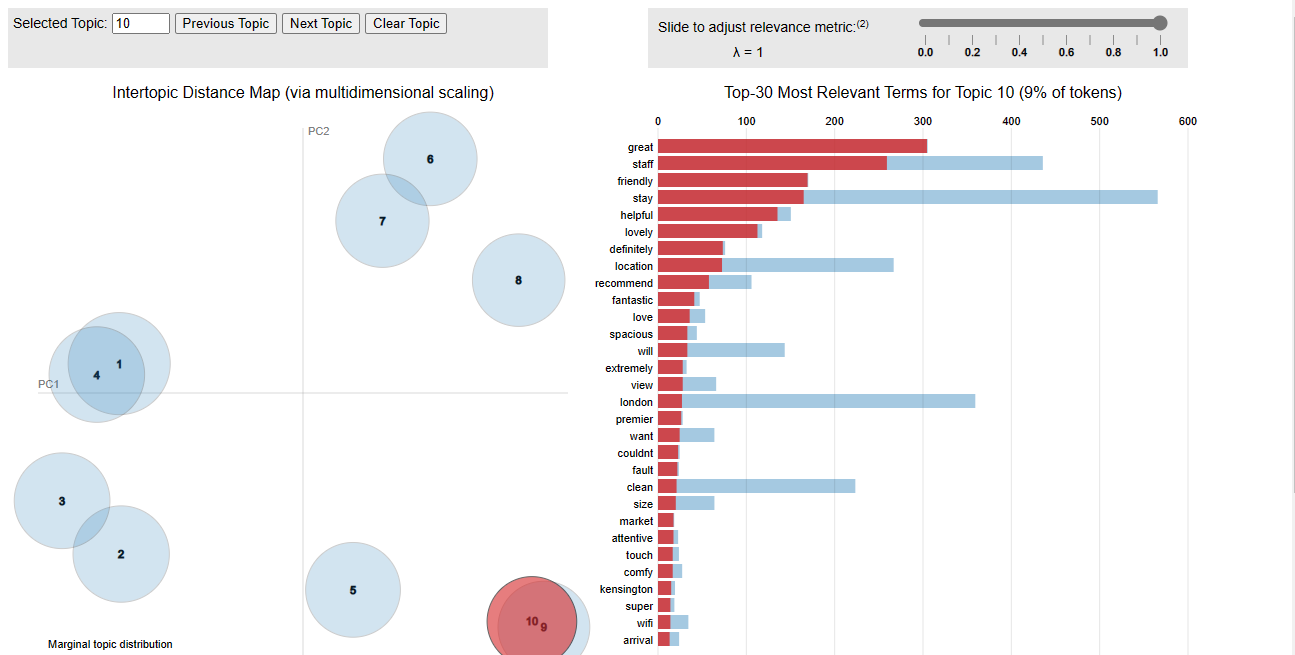 Selected Topic: 10 Previous Topic Next Topic Clear Topic
Slide to adjust relevance metric:(2)
λ = 1
0.0 0.2 0.4 0.6 0.8 1.0
Intertopic Distance Map (via multidimensional scaling)
PC2
PC1
6
7
8
1
4
3
2
5
10
9
Marginal topic distribution
Top-30 Most Relevant Terms for Topic 10 (9% of tokens)
0 100 200 300 400 500 600
great
staff
friendly
stay
helpful
lovely
definitely
location
recommend
fantastic
love
spacious
will
extremely
view
london
premier
want
couldnt
fault
clean
size
market
attentive
touch
comfy
kensington
super
wifi
arrival